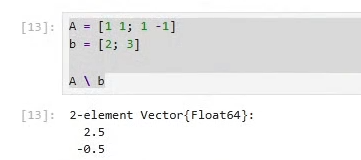 [13]: A = [1 1; 1 -1]
b = [2; 3]
A \ b
[13]: 2-element Vector{Float64}:
2.5
-0.5